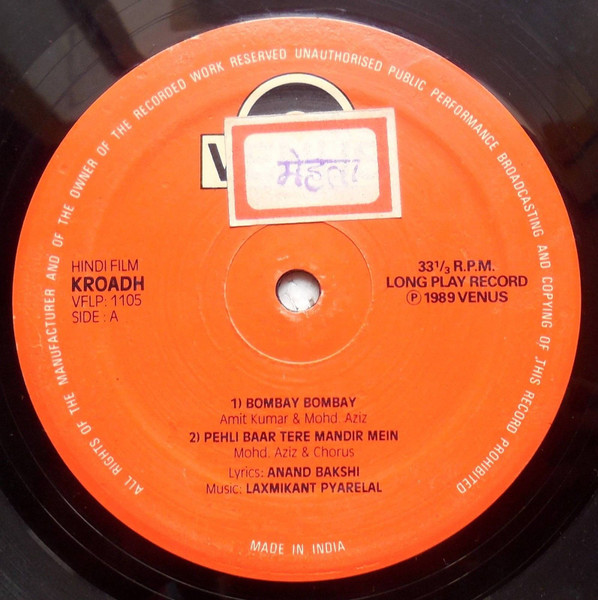 ALL RIGHTS OF THE MANUFACTURER AND OF THE OWNER OF THE RECORDED WORK RESERVED UNAUTHORISED PUBLIC PERFORMANCE BROADCASTING AND COPYING OF THIS RECORD PROHIBITED
V
मेहता
HINDI FILM
KROADH
VFLP: 1105
SIDE : A
33 1/3 R.P.M.
LONG PLAY RECORD
Ⓟ 1989 VENUS
1) BOMBAY BOMBAY
Amit Kumar & Mohd. Aziz
2) PEHLI BAAR TERE MANDIR MEIN
Mohd. Aziz & Chorus
Lyrics: ANAND BAKSHI
Music: LAXMIKANT PYARELAL
MADE IN INDIA